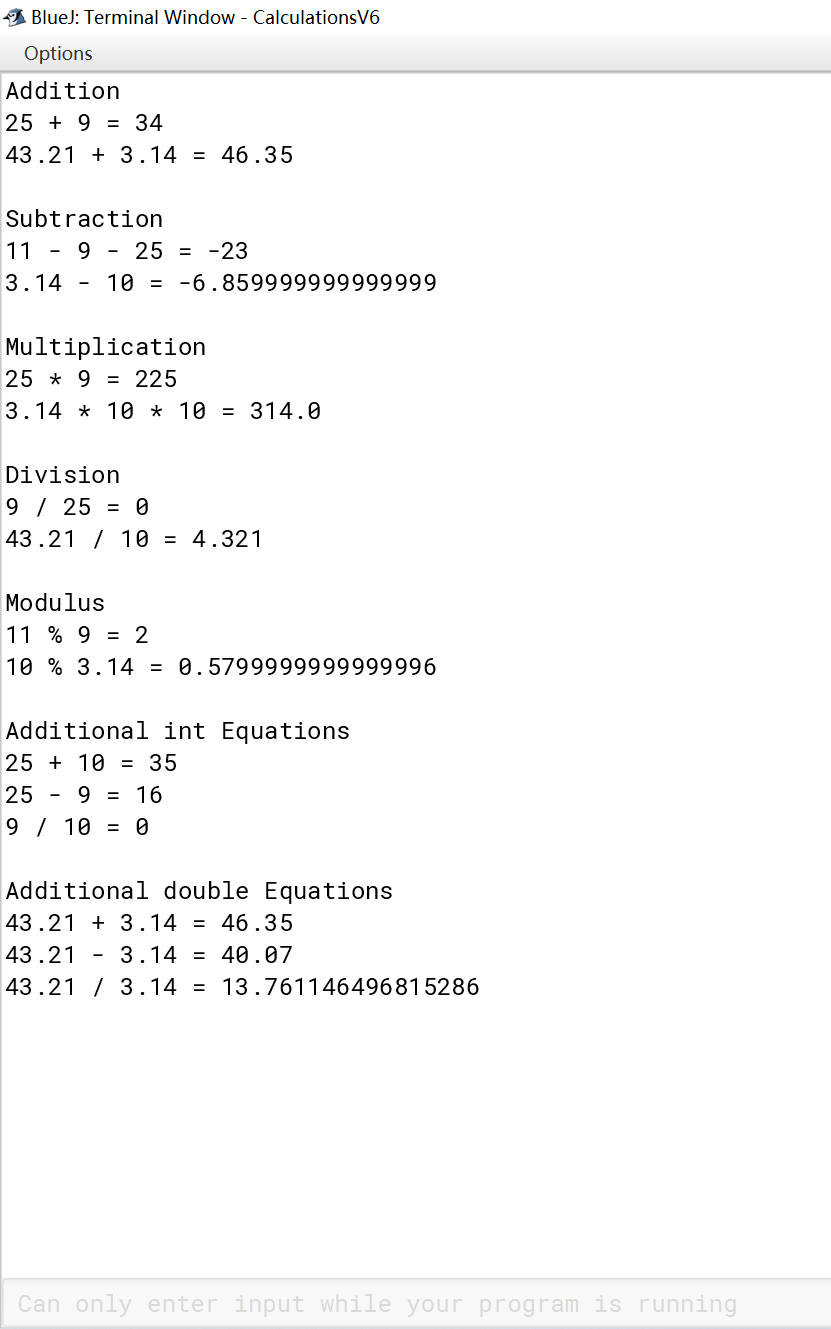 BlueJ: Terminal Window - CalculationsV6
Options
Addition
25 + 9 = 34
43.21 + 3.14 = 46.35
Subtraction
11 - 9 - 25 = -23
3.14 - 10 = -6.859999999999999
Multiplication
25 * 9 = 225
3.14 * 10 * 10 = 314.0
Division
9 / 25 = 0
43.21 / 10 = 4.321
Modulus
11 % 9 = 2
10 % 3.14 = 0.5799999999999996
Additional int Equations
25 + 10 = 35
25 - 9 = 16
9 / 10 = 0
Additional double Equations
43.21 + 3.14 = 46.35
43.21 - 3.14 = 40.07
43.21 / 3.14 = 13.761146496815286
Can only enter input while your program is running